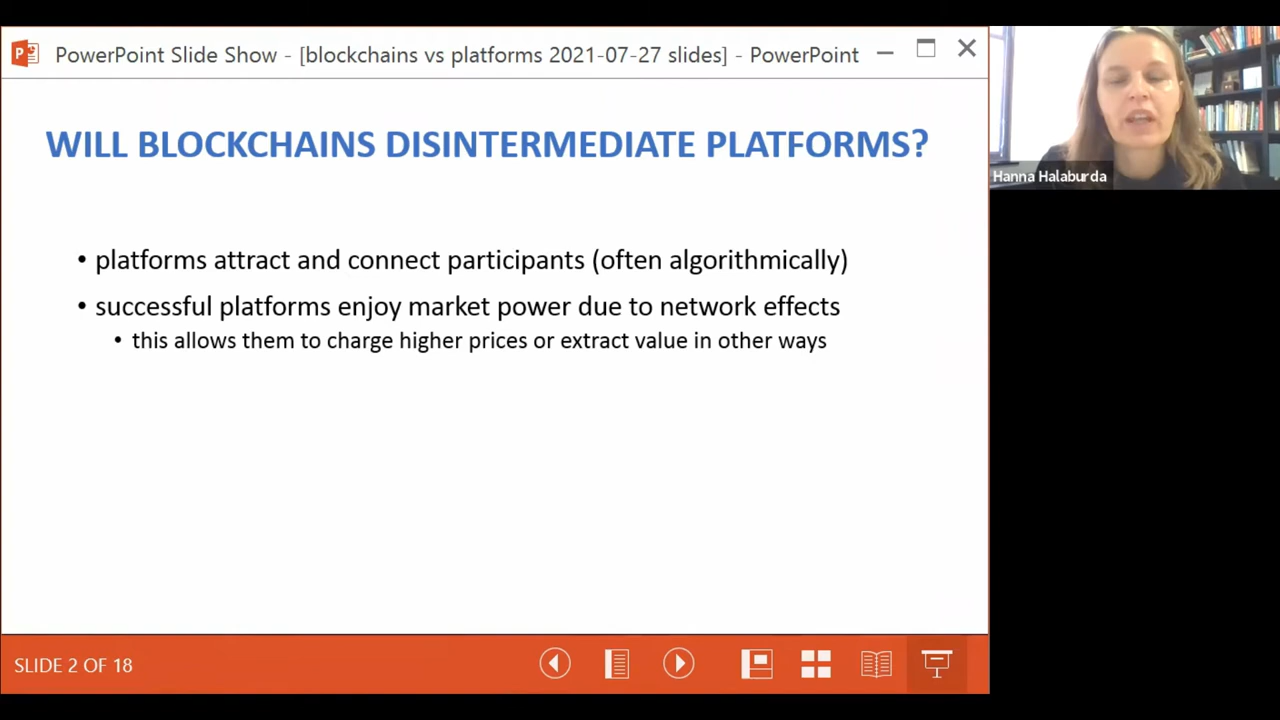 PowerPoint Slide Show - [blockchains vs platforms 2021-07-27 slides] - PowerPoint
WILL BLOCKCHAINS DISINTERMEDIATE PLATFORMS?
• platforms attract and connect participants (often algorithmically)
• successful platforms enjoy market power due to network effects
• this allows them to charge higher prices or extract value in other ways
Hanna Halaburda
SLIDE 2 OF 18